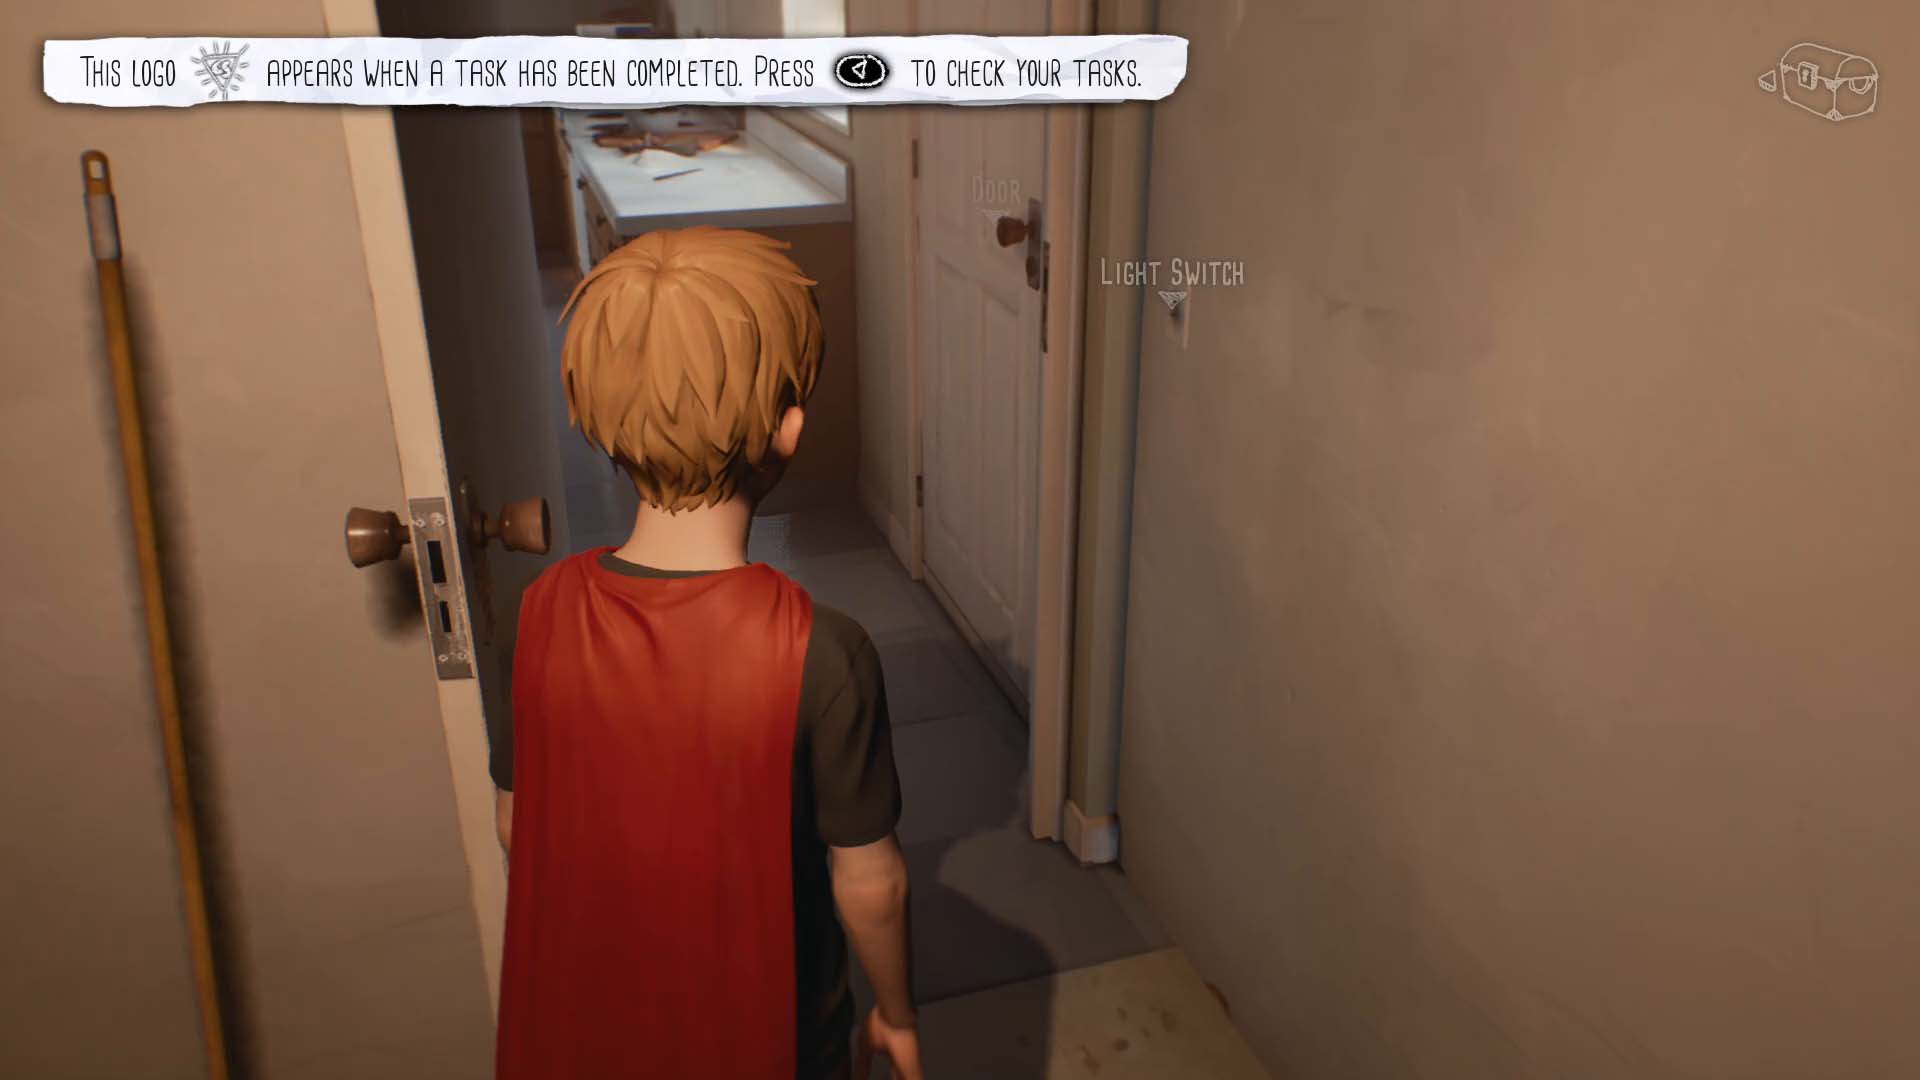 This logo appears when a task has been completed. Press to check your tasks.
Door
Light Switch